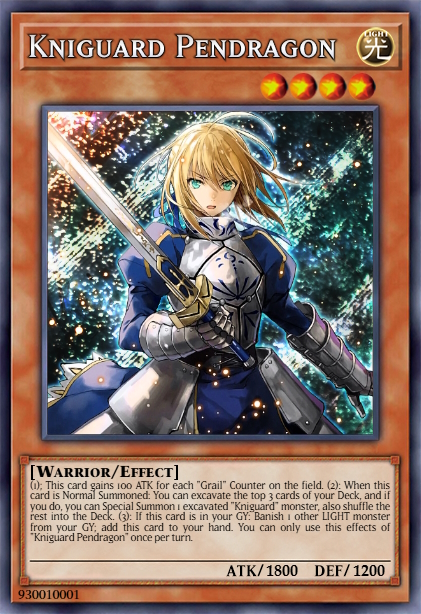 Kniguard Pendragon
LIGHT
光
[Warrior/Effect]
(1); This card gains 100 ATK for each "Grail" Counter on the field. (2): When this
card is Normal Summoned: You can excavate the top 3 cards of your Deck, and if
you do, you can Special Summon 1 excavated "Kniguard" monster, also shuffle the
rest into the Deck. (3): If this card is in your GY: Banish 1 other LIGHT monster
from your GY; add this card to your hand. You can only use this effects of
"Kniguard Pendragon" once per turn.
ATK/1800 DEF/1200
930010001